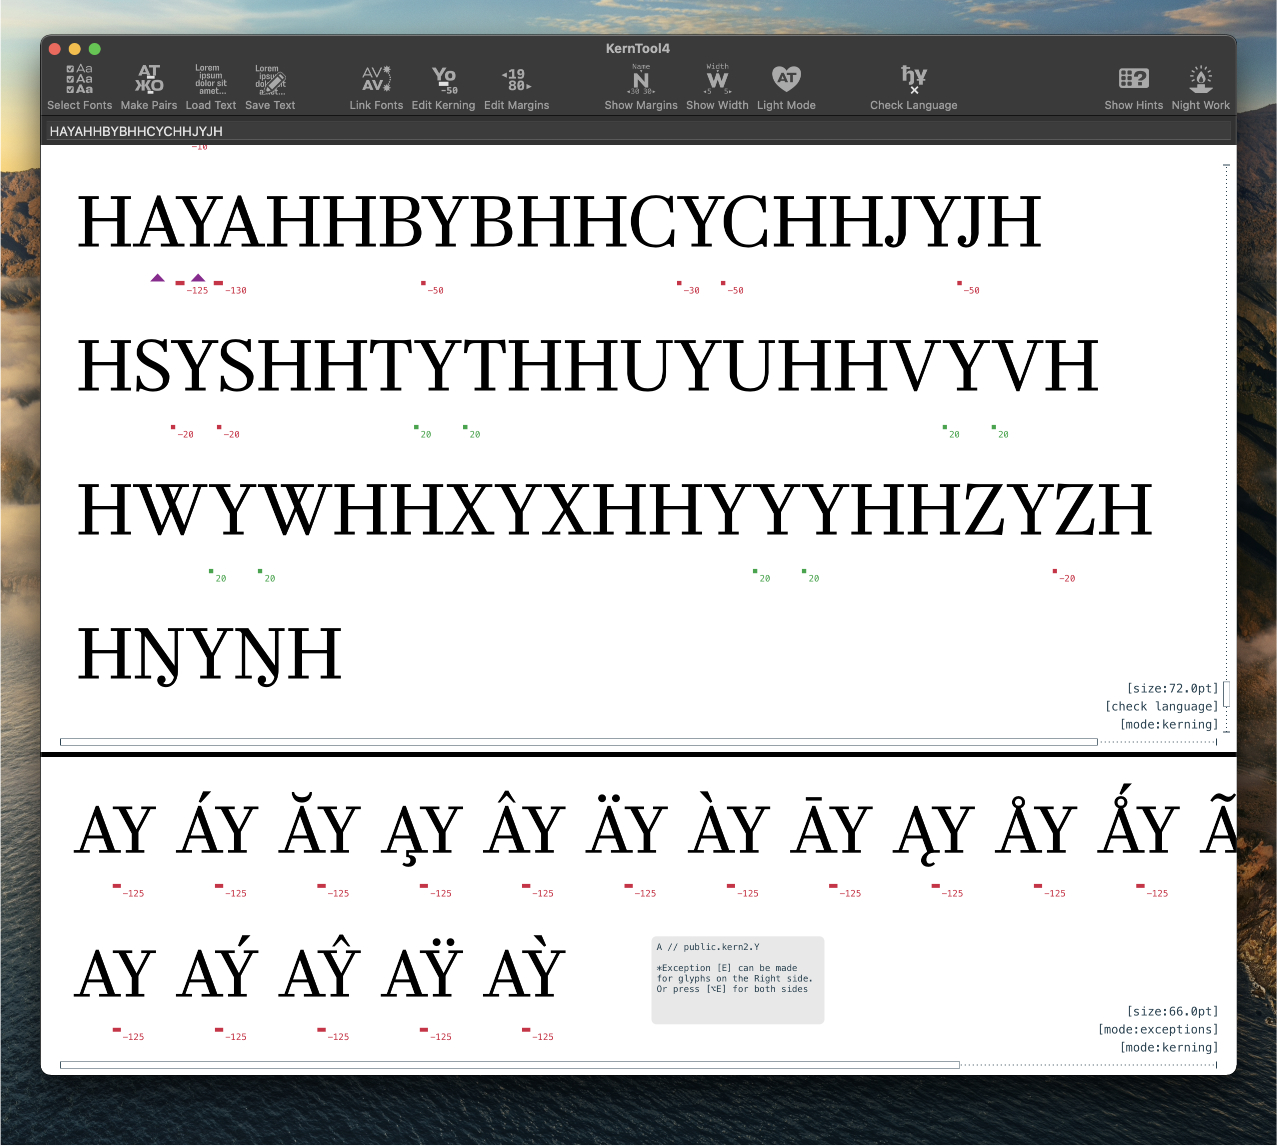 KernTool4
Aa Aa Aa
AT ЖО
Lorem ipsum dolor sit amet...
Lorem ipsum
AV AV
Yo -50
19 80
Name N 30 30
Width W 5 5
AT
ђұ
Select Fonts Make Pairs Load Text Save Text Link Fonts Edit Kerning Edit Margins Show Margins Show Width Light Mode Check Language Show Hints Night Work
HAYAHHBYBHHCYCHHJYJH
-10
HAYAHHBYBHHCYCHHJYJH
-125 -130 -50 -30 -50 -50
HSYSHHTYTHHUYUHHVYVH
-20 -20 20 20 20 20
HWYWHHXYXHHYYYHHZYZH
20 20 20 20 -20
HŊYŊH
[size:72.0pt]
[check language]
[mode:kerning]
AY ÁY ĂY A̧Y ÂY ÄY ÀY ĀY ĄY ÅY ǺY Ã
-125 -125 -125 -125 -125 -125 -125 -125 -125 -125 -125
AY AÝ AŶ AŸ AỲ
-125 -125 -125 -125 -125
A // public.kern2.Y
*Exception [E] can be made
for glyphs on the Right side.
Or press [⌥E] for both sides
[size:66.0pt]
[mode:exceptions]
[mode:kerning]